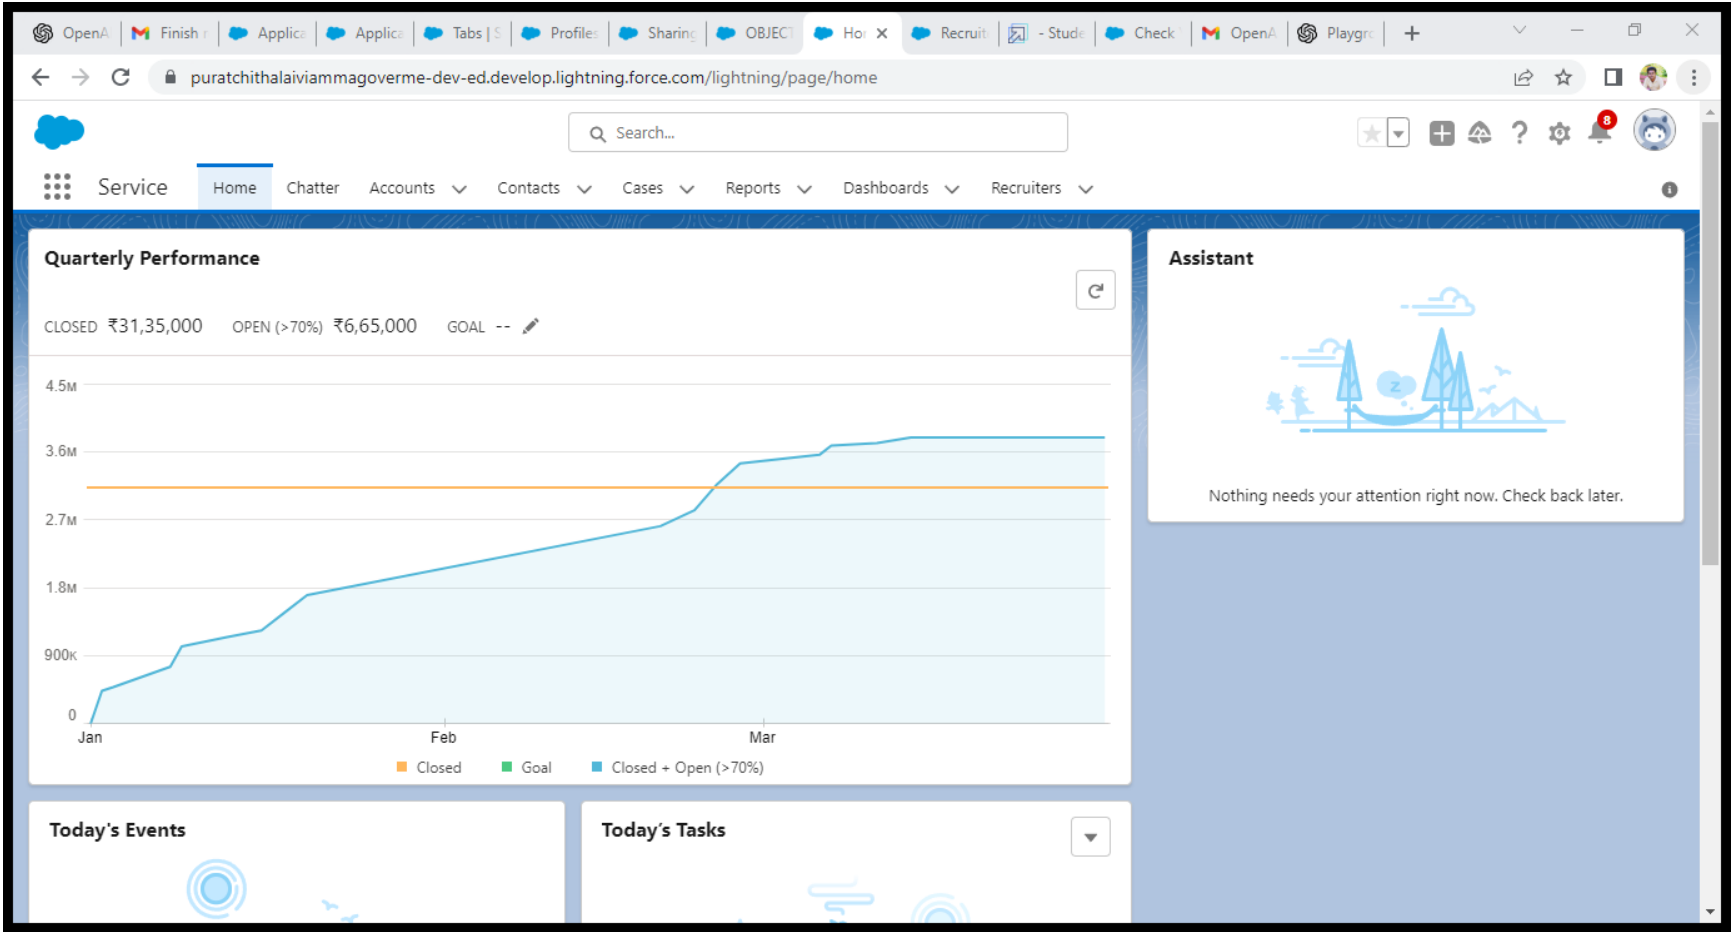 OpenA Finish Applica Applica Tabs | S Profiles Sharing OBJECT Hor Recruit - Stude Check OpenA Playgro
puratchithalaiviammagoverme-dev-ed.develop.lightning.force.com/lightning/page/home
Search...
8
Service Home Chatter Accounts Contacts Cases Reports Dashboards Recruiters
Quarterly Performance
CLOSED ₹31,35,000 OPEN (>70%) ₹6,65,000 GOAL --
4.5M
3.6M
2.7M
1.8M
900K
0
Jan Feb Mar
Closed Goal Closed + Open (>70%)
Assistant
z
Nothing needs your attention right now. Check back later.
Today's Events
Today's Tasks